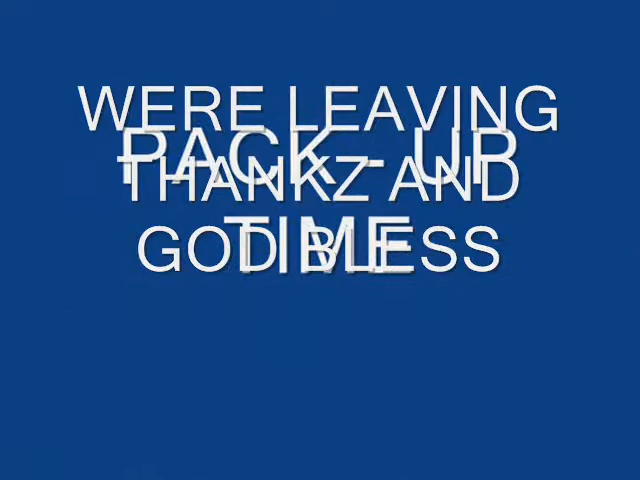 WERE LEAVING
PACK - UP
THANKZ AND
TIME
GOD BLESS